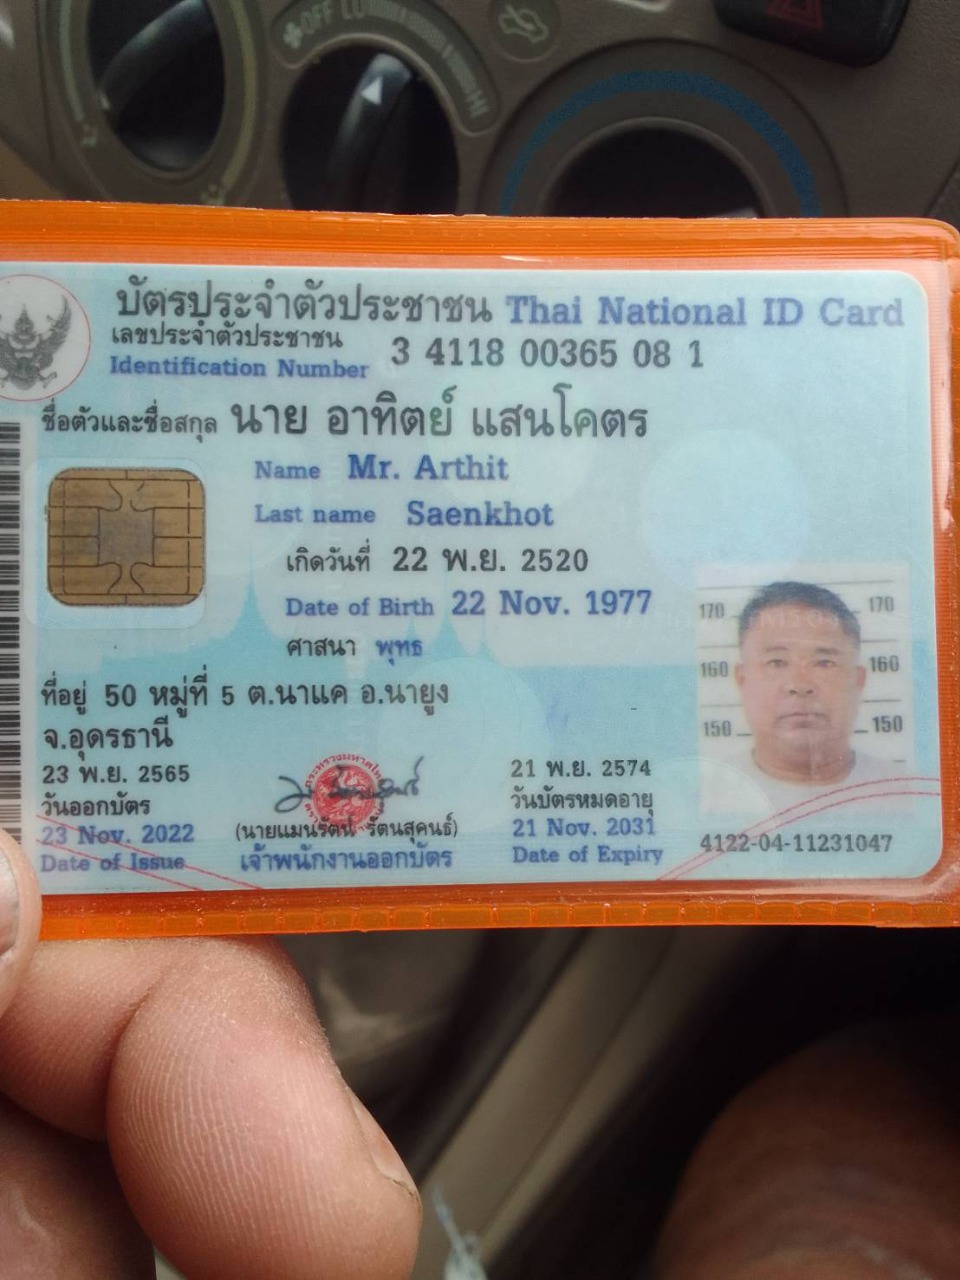 OFF LO
HI
บัตรประจำตัวประชาชน Thai National ID Card
เลขประจำตัวประชาชน
Identification Number 3 4118 00365 08 1
ชื่อตัวและชื่อสกุล นาย อาทิตย์ แสนโคตร
Name Mr. Arthit
Last name Saenkhot
เกิดวันที่ 22 พ.ย. 2520
Date of Birth 22 Nov. 1977
ศาสนา พุทธ
ที่อยู่ 50 หมู่ที่ 5 ต.นาแค อ.นายูง
จ.อุดรธานี
23 พ.ย. 2565
วันออกบัตร
23 Nov. 2022
Date of Issue
(นายแมนรัตน์ รัตนสุคนธ์)
เจ้าพนักงานออกบัตร
21 พ.ย. 2574
วันบัตรหมดอายุ
21 Nov. 2031
Date of Expiry
170 170
160 160
150 150
4122-04-11231047